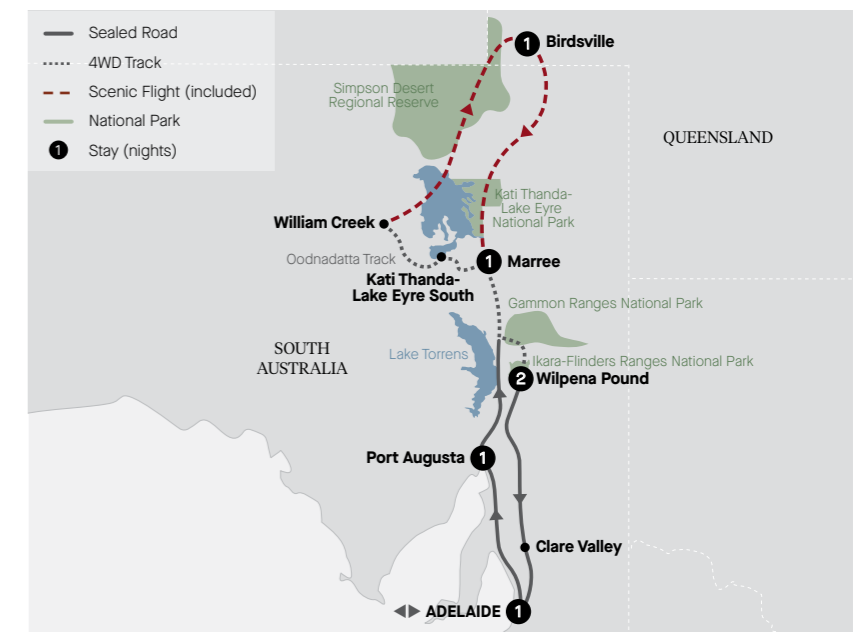 Sealed Road
4WD Track
Scenic Flight (included)
National Park
1 Stay (nights)
1 Birdsville
Simpson Desert
Regional Reserve
QUEENSLAND
Kati Thanda-
Lake Eyre
National Park
William Creek
Oodnadatta Track
1 Marree
Kati Thanda-
Lake Eyre South
Gammon Ranges National Park
SOUTH
AUSTRALIA
Lake Torrens
Ikara-Flinders Ranges National Park
2 Wilpena Pound
Port Augusta 1
Clare Valley
ADELAIDE 1